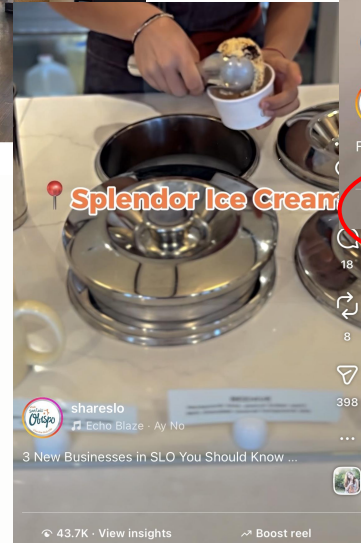 📍 Splendor Ice Cream
18
8
398
shareslo
Obispo
🎵 Echo Blaze · Ay No
3 New Businesses in SLO You Should Know ...
43.7K · View insights
Boost reel